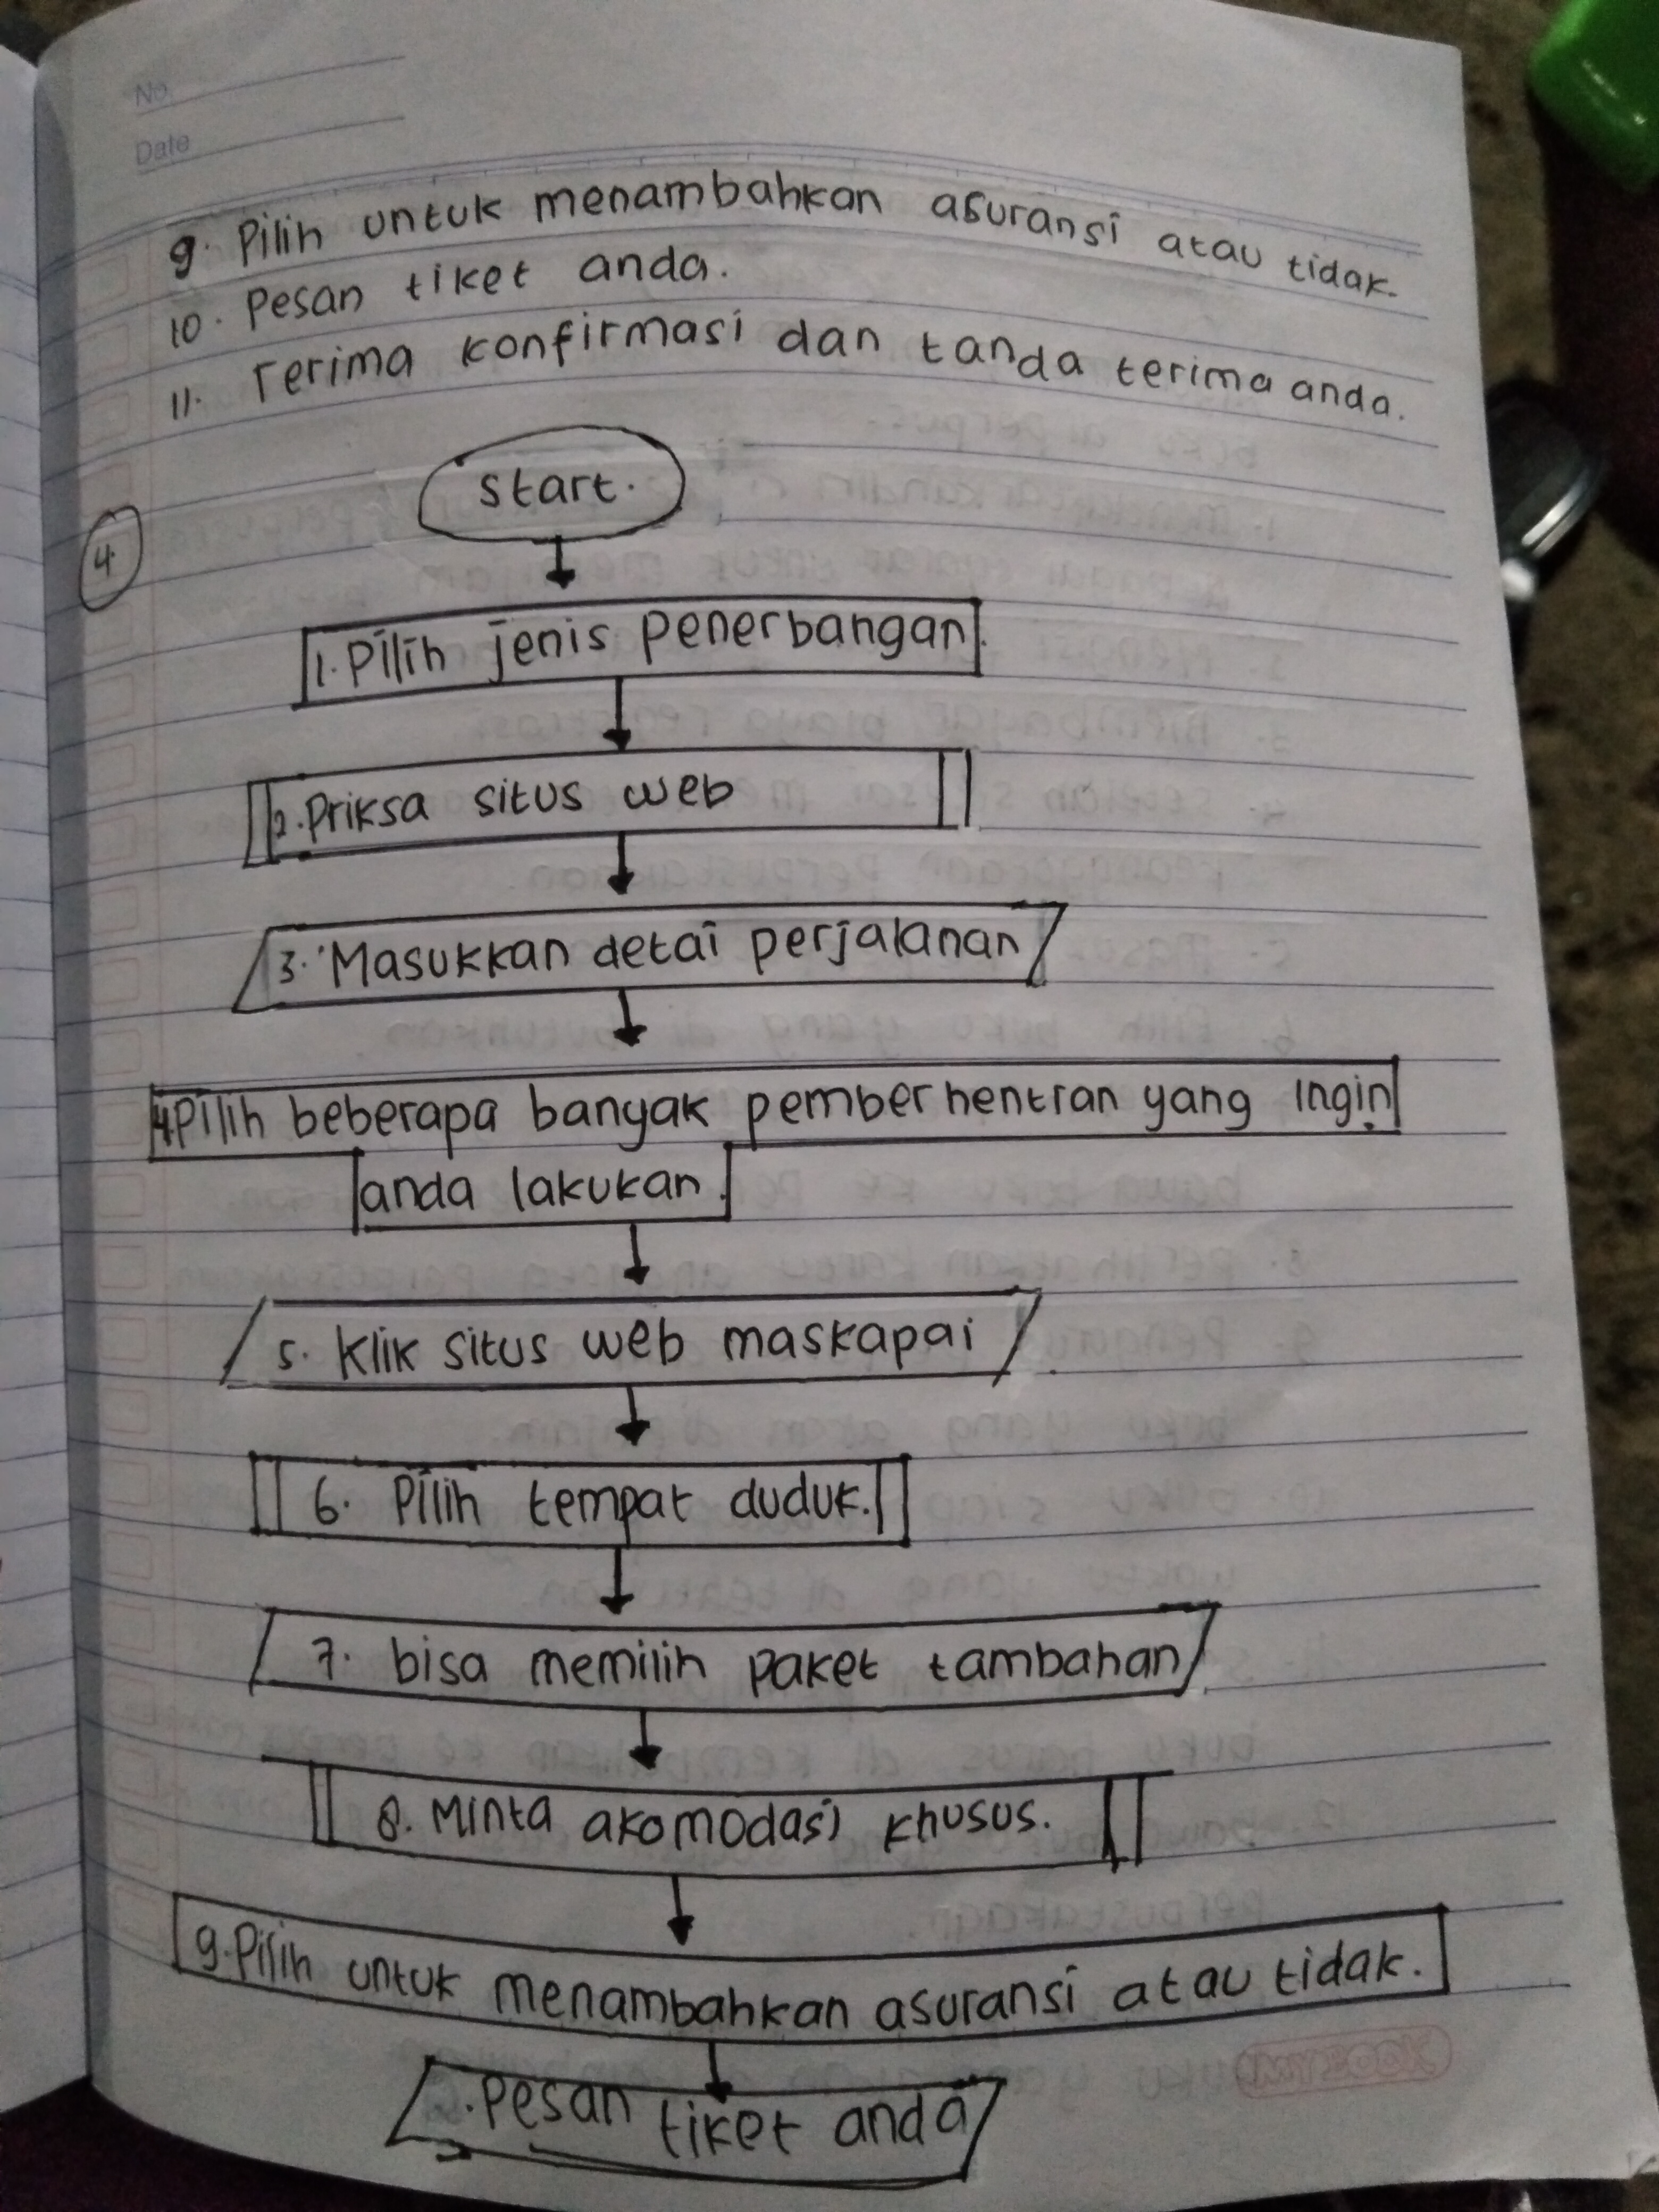 No.
Date
9. Pilih untuk menambahkan asuransi atau tidak.
10. Pesan tiket anda.
11. Terima konfirmasi dan tanda terima anda.
start.
4.
1. Pilih jenis penerbangan.
2. Priksa situs web
3. Masukkan detai perjalanan
4 Pilih beberapa banyak pemberhentian yang Ingin
anda lakukan.
5. Klik situs web maskapai
6. Pilih tempat duduk.
7. bisa memilih paket tambahan
8. Minta akomodasi khusus.
9. Pilih untuk menambahkan asuransi atau tidak.
MYBOOK
. Pesan tiket anda